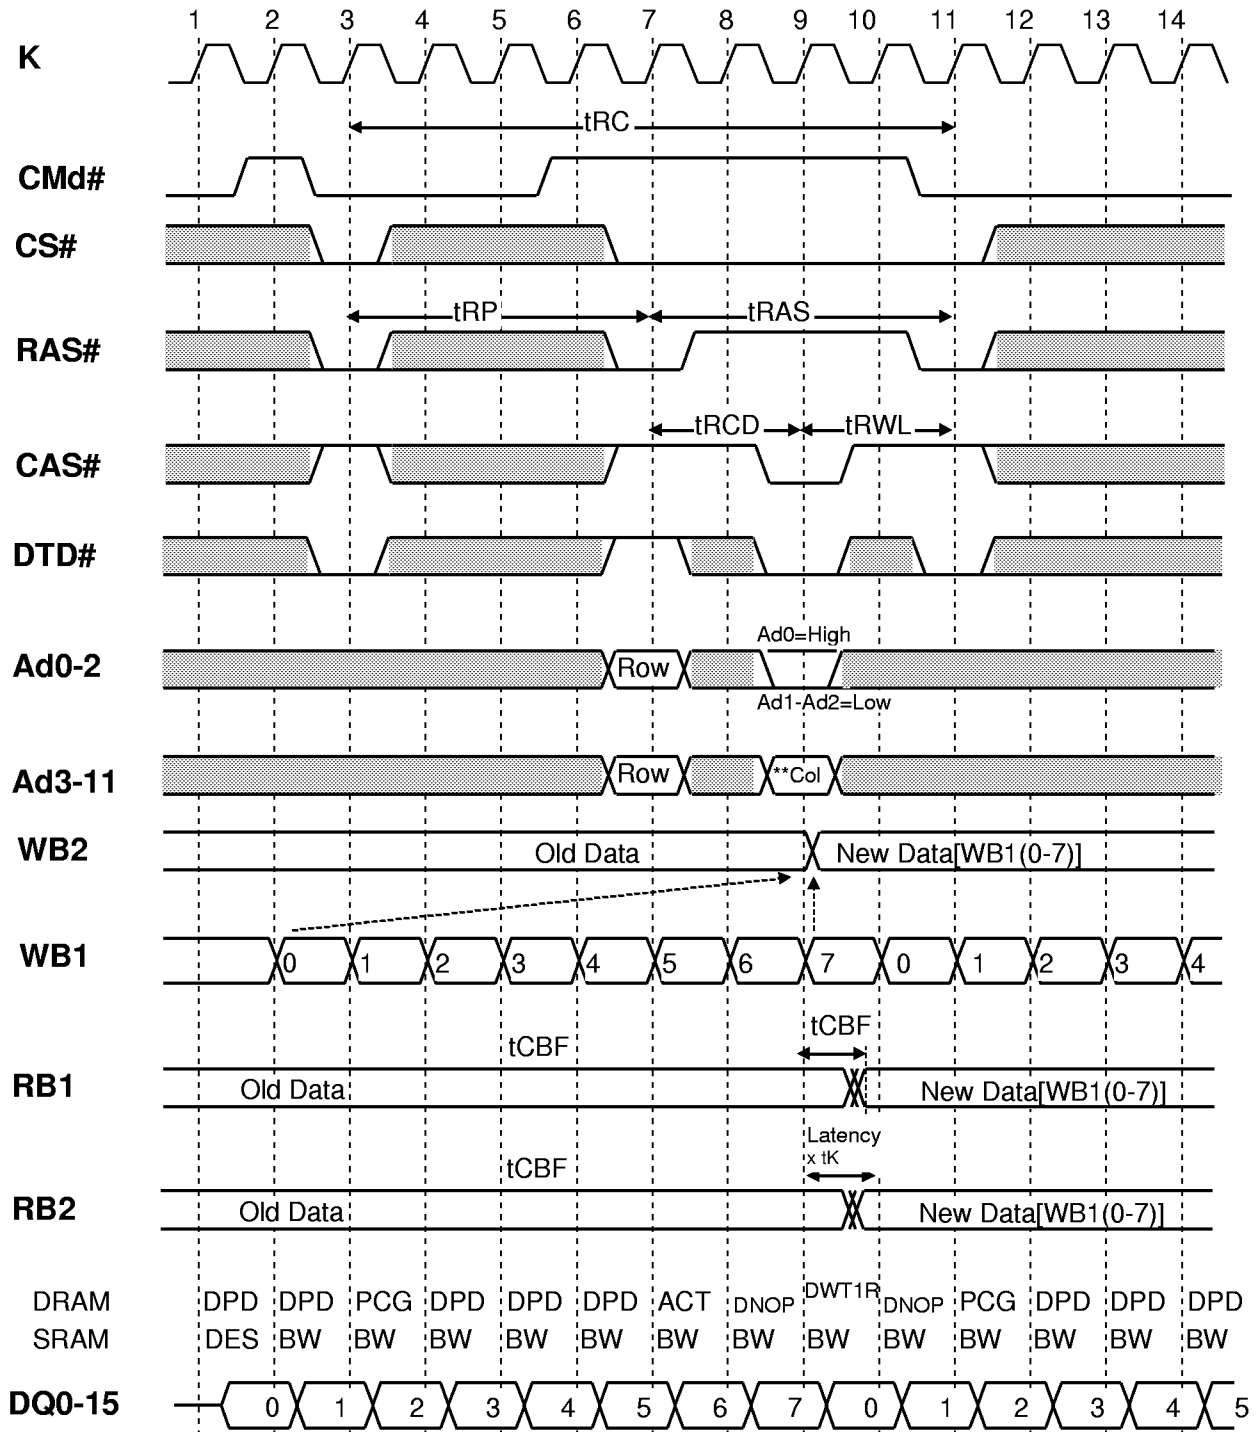 1 2 3 4 5 6 7 8 9 10 11 12 13 14
K
tRC
CMd#
CS#
tRP tRAS
RAS#
tRCD tRWL
CAS#
DTD#
Ad0=High
Ad0-2 Row
Ad1-Ad2=Low
Ad3-11 Row **Col
WB2 Old Data New Data[WB1(0-7)]
WB1 0 1 2 3 4 5 6 7 0 1 2 3 4
tCBF tCBF
RB1 Old Data New Data[WB1(0-7)]
Latency
tCBF x tK
RB2 Old Data New Data[WB1(0-7)]
DRAM DPD DPD PCG DPD DPD DPD ACT DNOP DWT1R DNOP PCG DPD DPD DPD
SRAM DES BW BW BW BW BW BW BW BW BW BW BW BW BW
DQ0-15 0 1 2 3 4 5 6 7 0 1 2 3 4 5